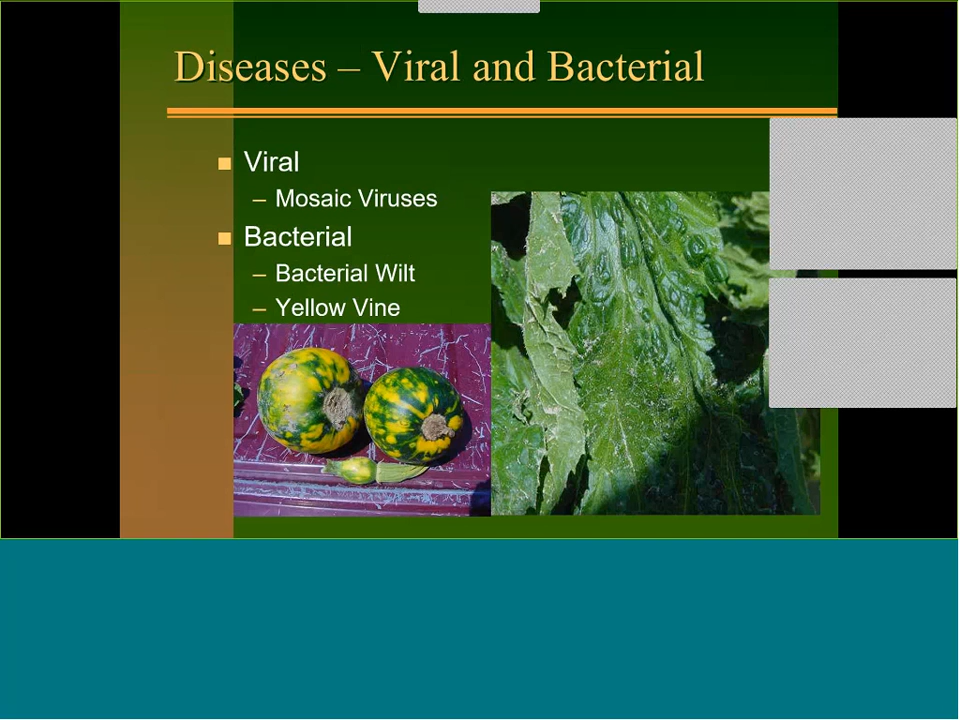 Diseases – Viral and Bacterial
Viral
– Mosaic Viruses
Bacterial
– Bacterial Wilt
– Yellow Vine